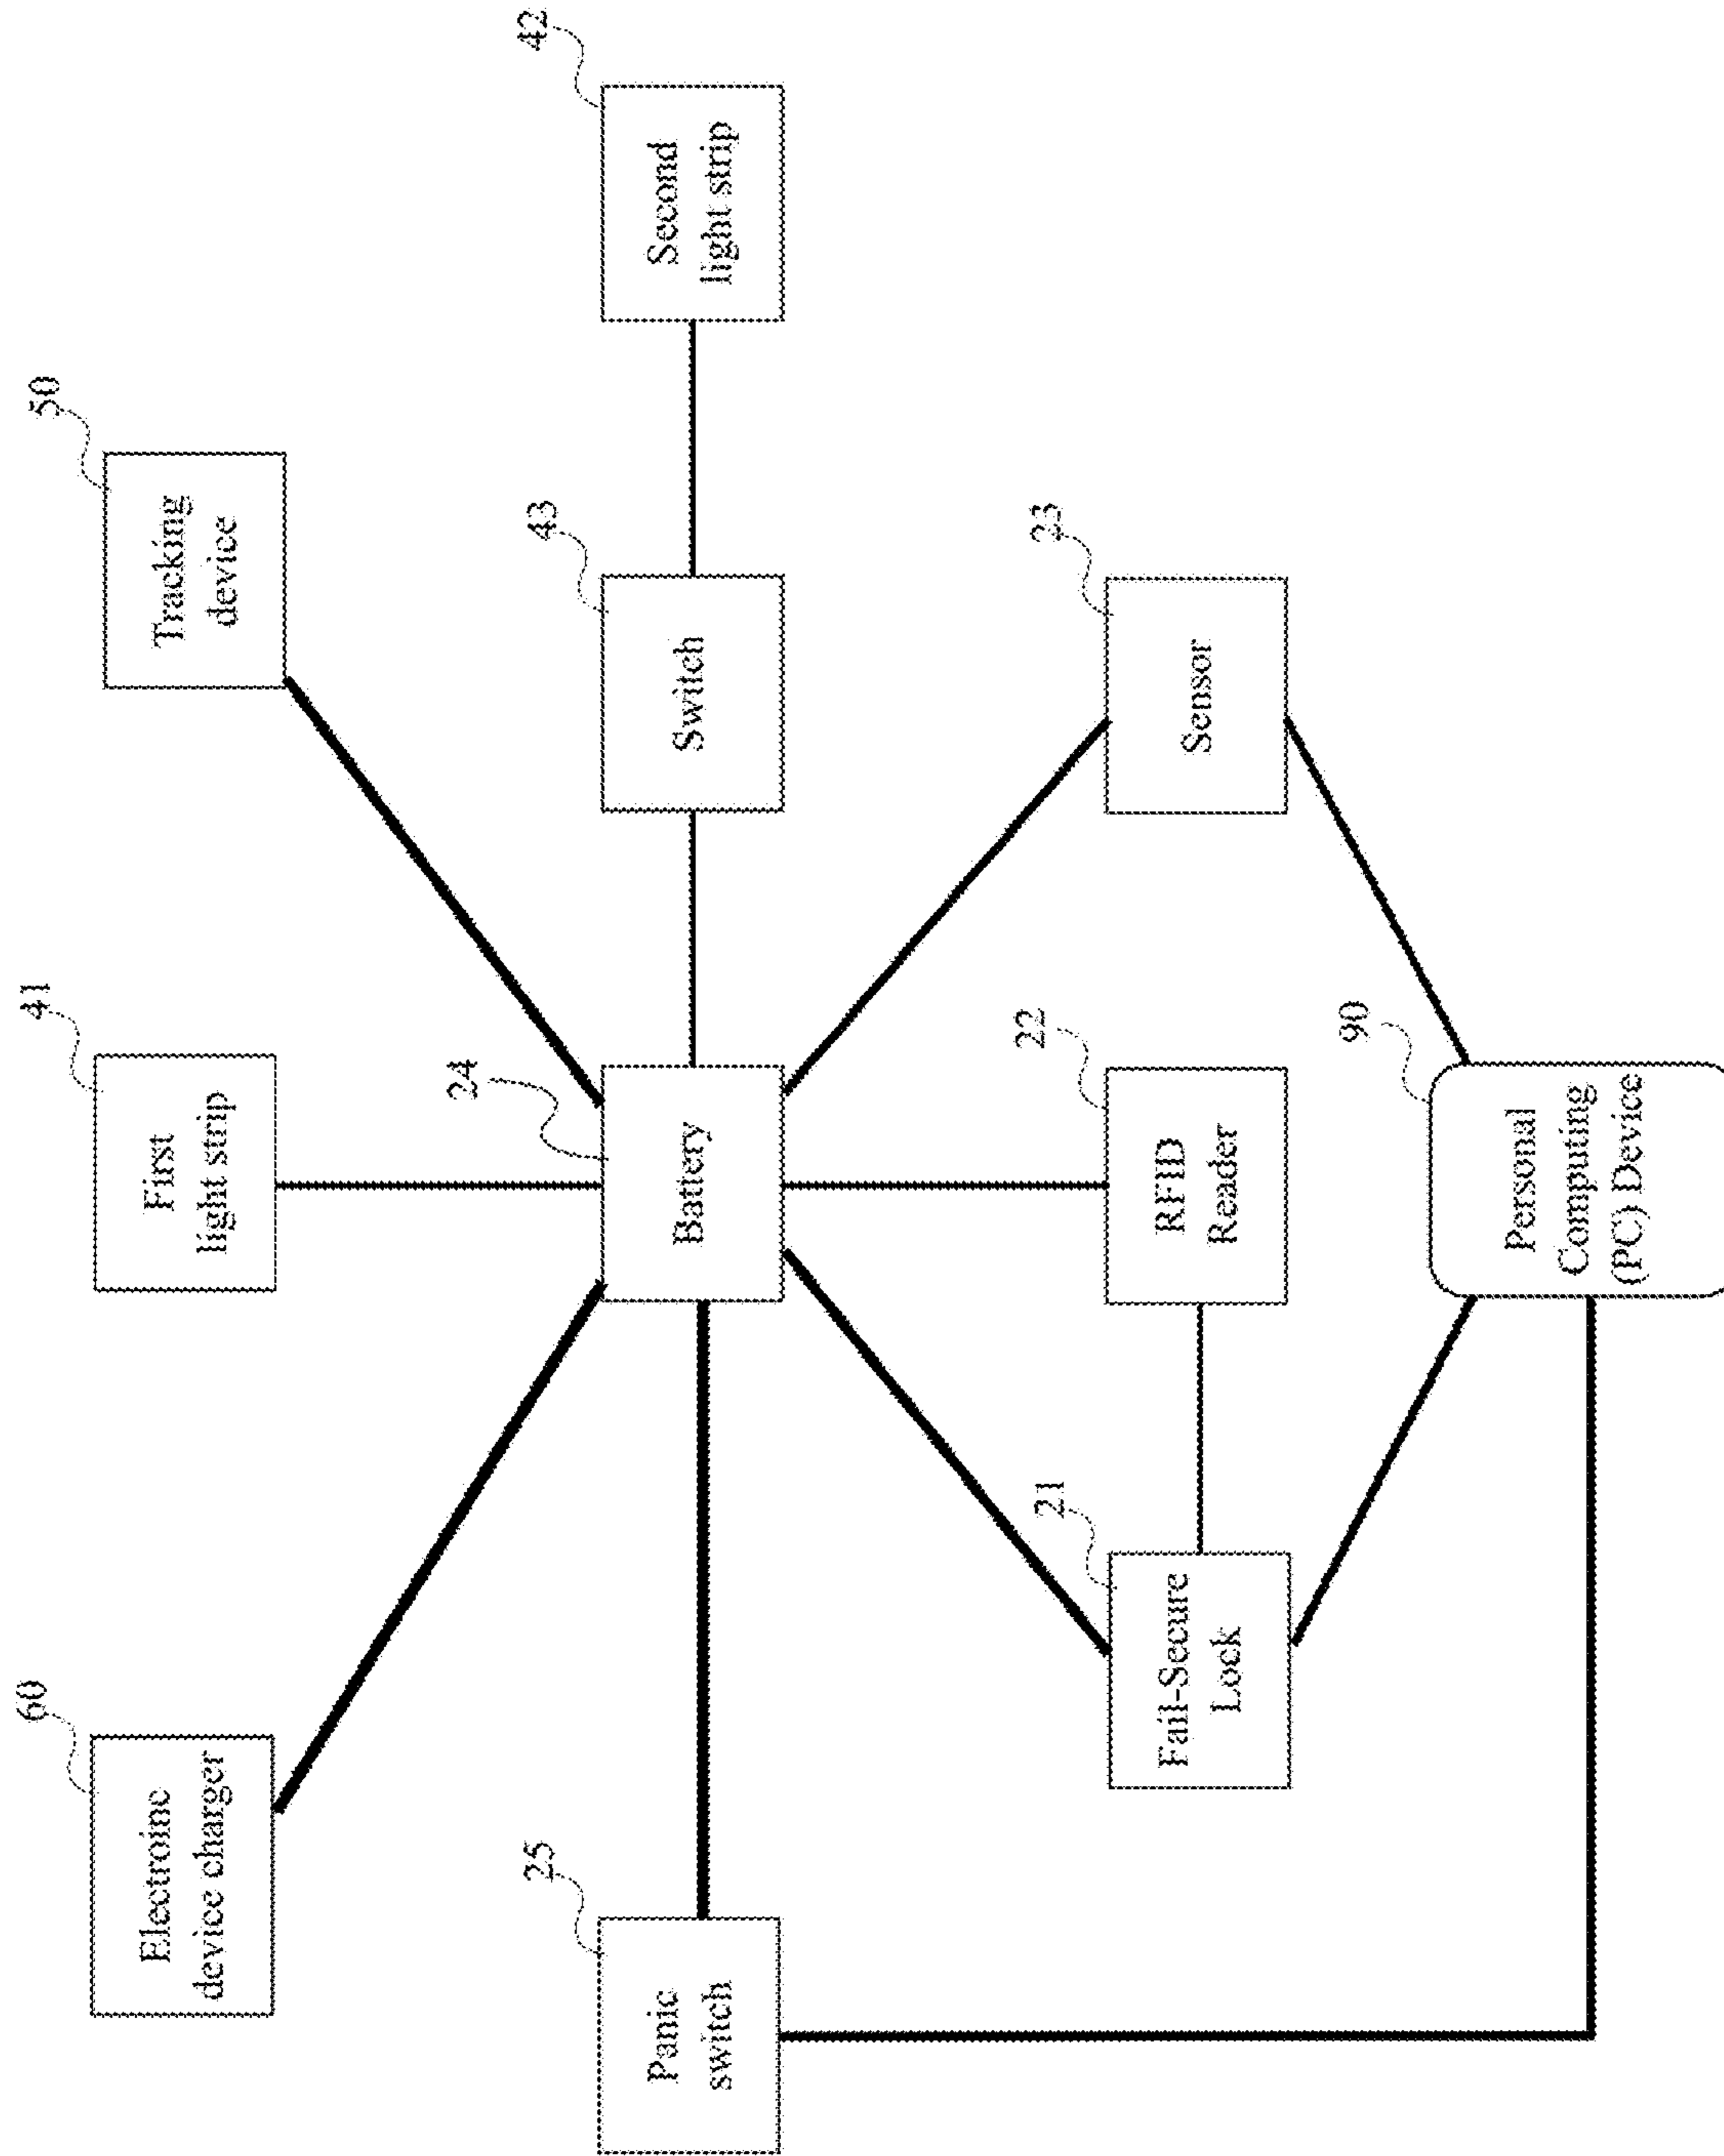 60
Electroinc
device charger
41
First
light strip
50
Tracking
device
25
Panic
switch
24
Battery
43
Switch
42
Second
light strip
21
Fail-Secure
Lock
22
RFID
Reader
23
Sensor
90
Personal
Computing
(PC) Device